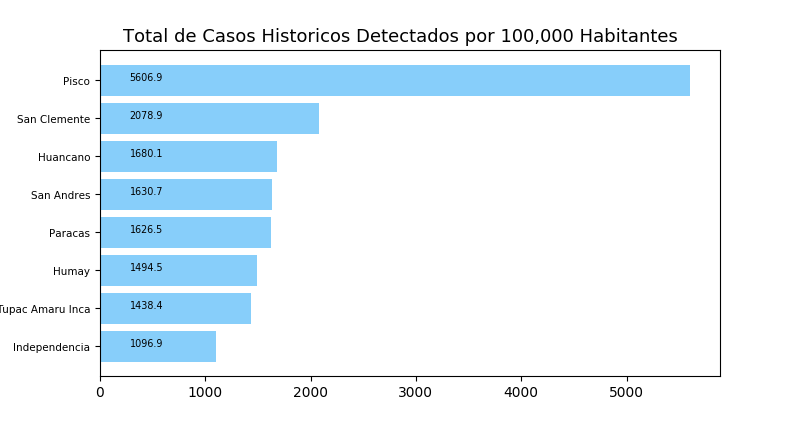 Total de Casos Historicos Detectados por 100,000 Habitantes
Pisco 5606.9
San Clemente 2078.9
Huancano 1680.1
San Andres 1630.7
Paracas 1626.5
Humay 1494.5
Tupac Amaru Inca 1438.4
Independencia 1096.9
0 1000 2000 3000 4000 5000